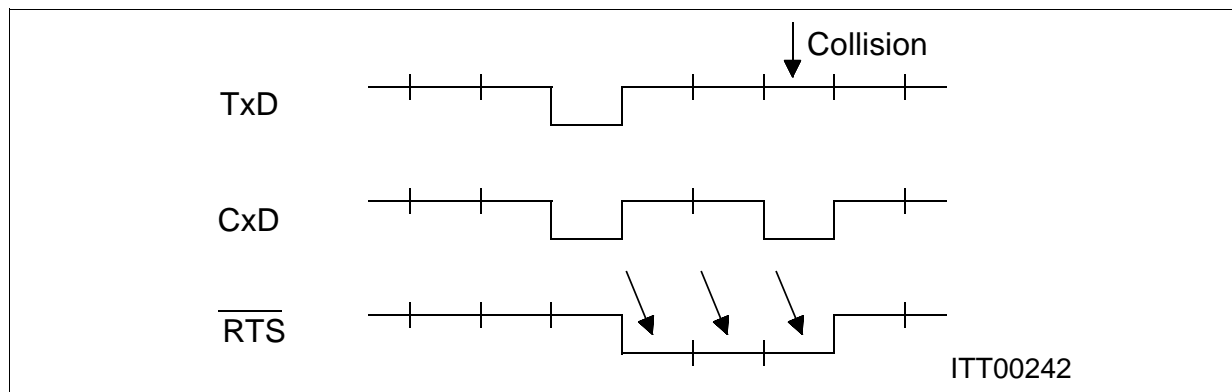 Collision
TxD
CxD
RTS
ITT00242